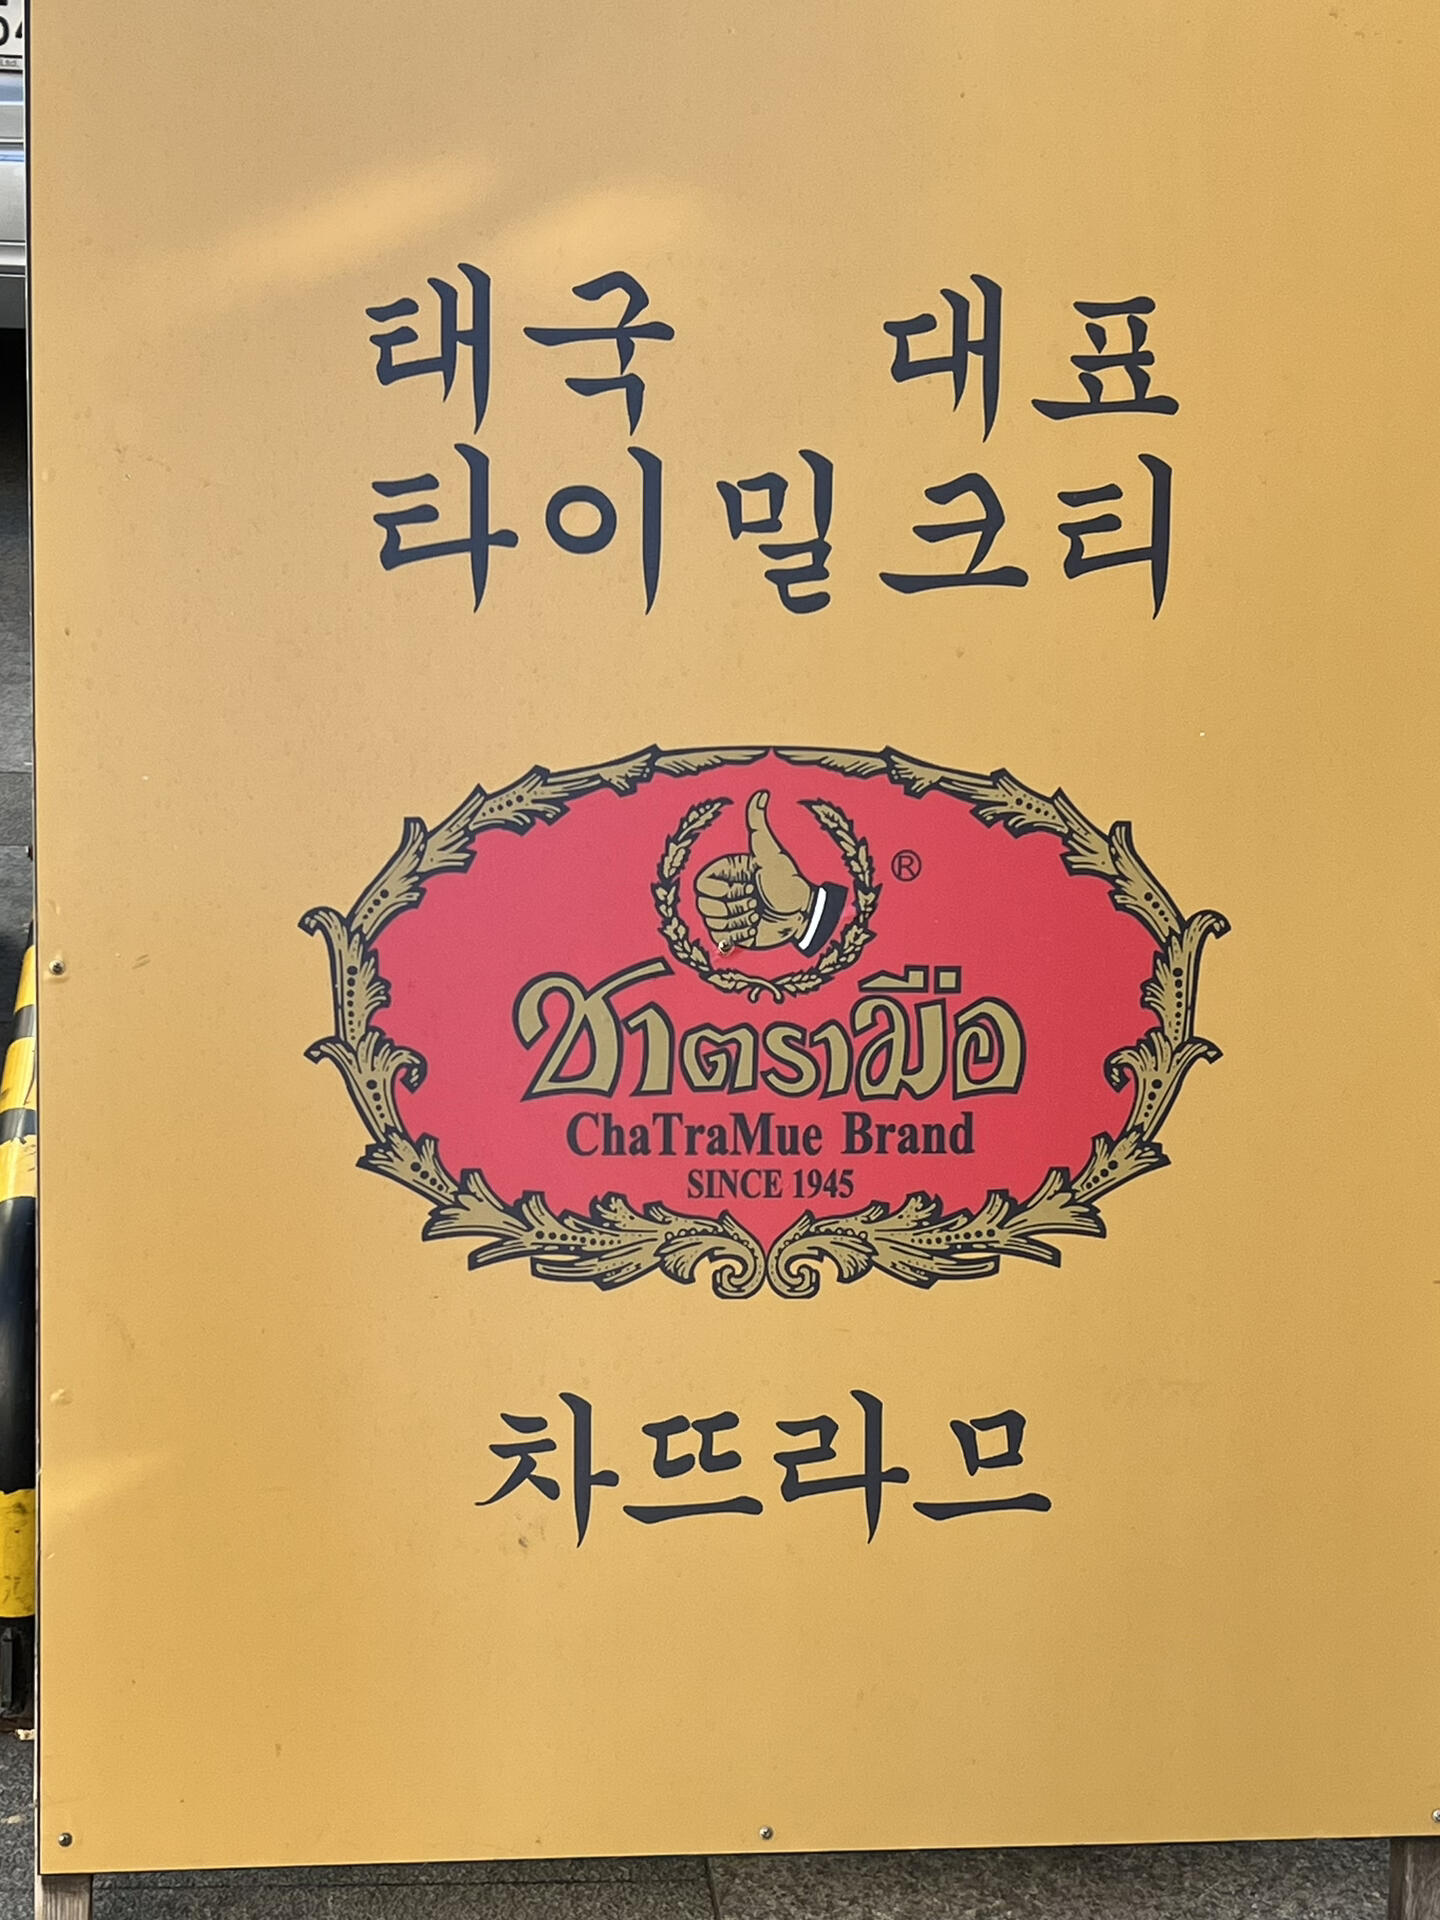 태국 대표
타이밀크티
®
ชาตรามือ
ChaTraMue Brand
SINCE 1945
차뜨라므